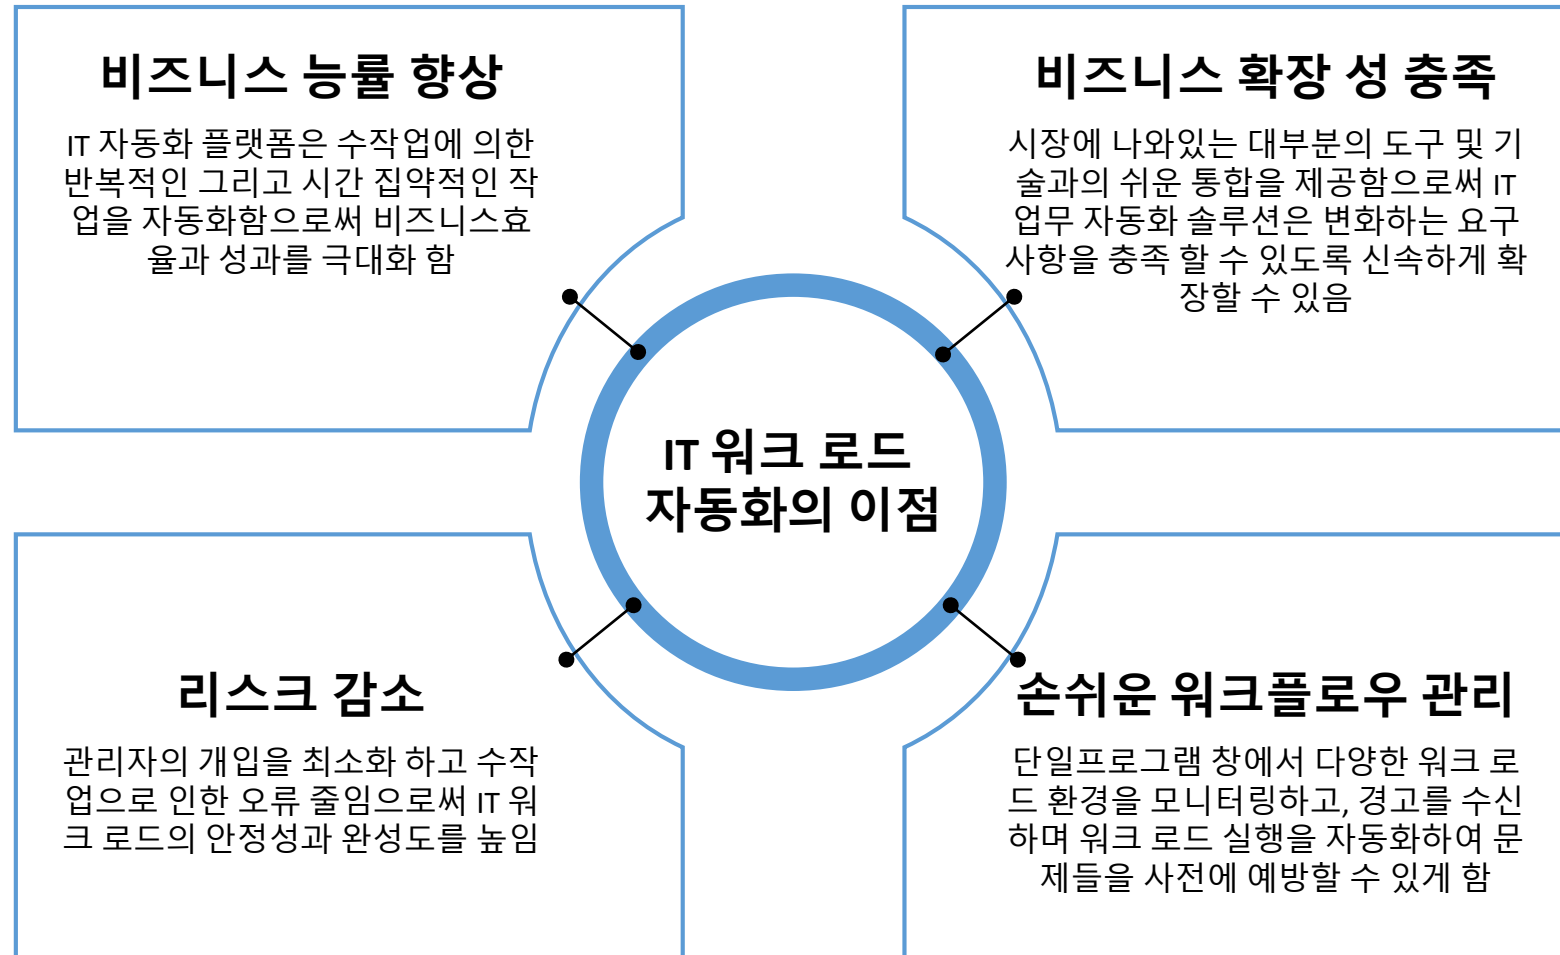 비즈니스 능률 향상
IT 자동화 플랫폼은 수작업에 의한
반복적인 그리고 시간 집약적인 작
업을 자동화함으로써 비즈니스효
율과 성과를 극대화 함
비즈니스 확장 성 충족
시장에 나와있는 대부분의 도구 및 기
술과의 쉬운 통합을 제공함으로써 IT
업무 자동화 솔루션은 변화하는 요구
사항을 충족 할 수 있도록 신속하게 확
장할 수 있음
IT 워크 로드
자동화의 이점
리스크 감소
관리자의 개입을 최소화 하고 수작
업으로 인한 오류 줄임으로써 IT 워
크 로드의 안정성과 완성도를 높임
손쉬운 워크플로우 관리
단일프로그램 창에서 다양한 워크 로
드 환경을 모니터링하고, 경고를 수신
하며 워크 로드 실행을 자동화하여 문
제들을 사전에 예방할 수 있게 함